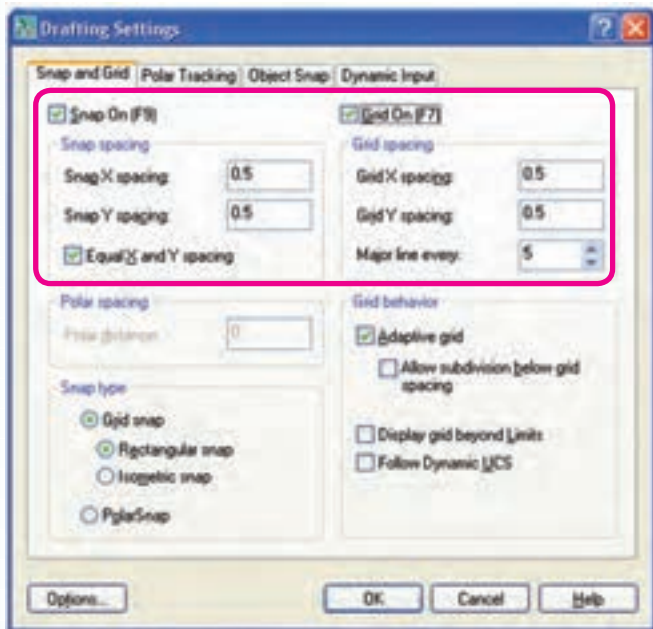 Drafting Settings
Snap and Grid Polar Tracking Object Snap Dynamic Input
Snap On (F9)
Grid On (F7)
Snap spacing
Snap X spacing: 0.5
Snap Y spacing: 0.5
Equal X and Y spacing
Grid spacing
Grid X spacing: 0.5
Grid Y spacing: 0.5
Major line every: 5
Polar spacing
Polar distance: 0
Snap type
Grid snap
Rectangular snap
Isometric snap
PolarSnap
Grid behavior
Adaptive grid
Allow subdivision below grid
spacing
Display grid beyond Limits
Follow Dynamic UCS
Options... OK Cancel Help